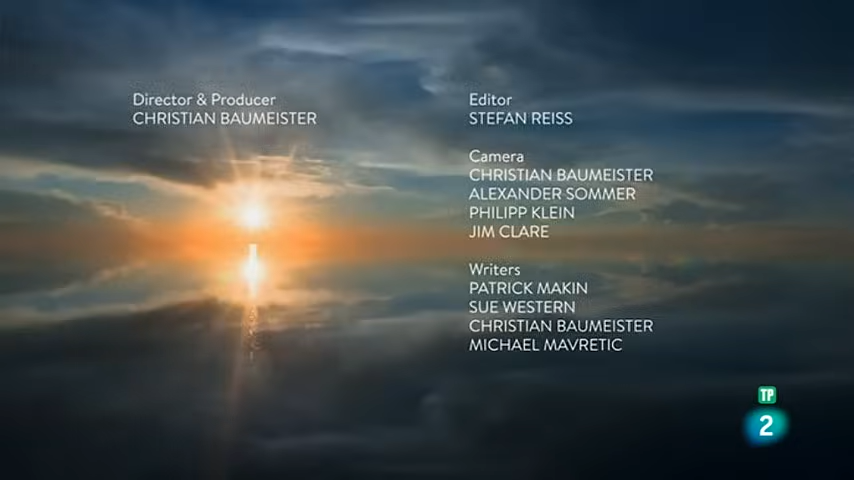 Director & Producer
CHRISTIAN BAUMEISTER
Editor
STEFAN REISS
Camera
CHRISTIAN BAUMEISTER
ALEXANDER SOMMER
PHILIPP KLEIN
JIM CLARE
Writers
PATRICK MAKIN
SUE WESTERN
CHRISTIAN BAUMEISTER
MICHAEL MAVRETIC
TP
2